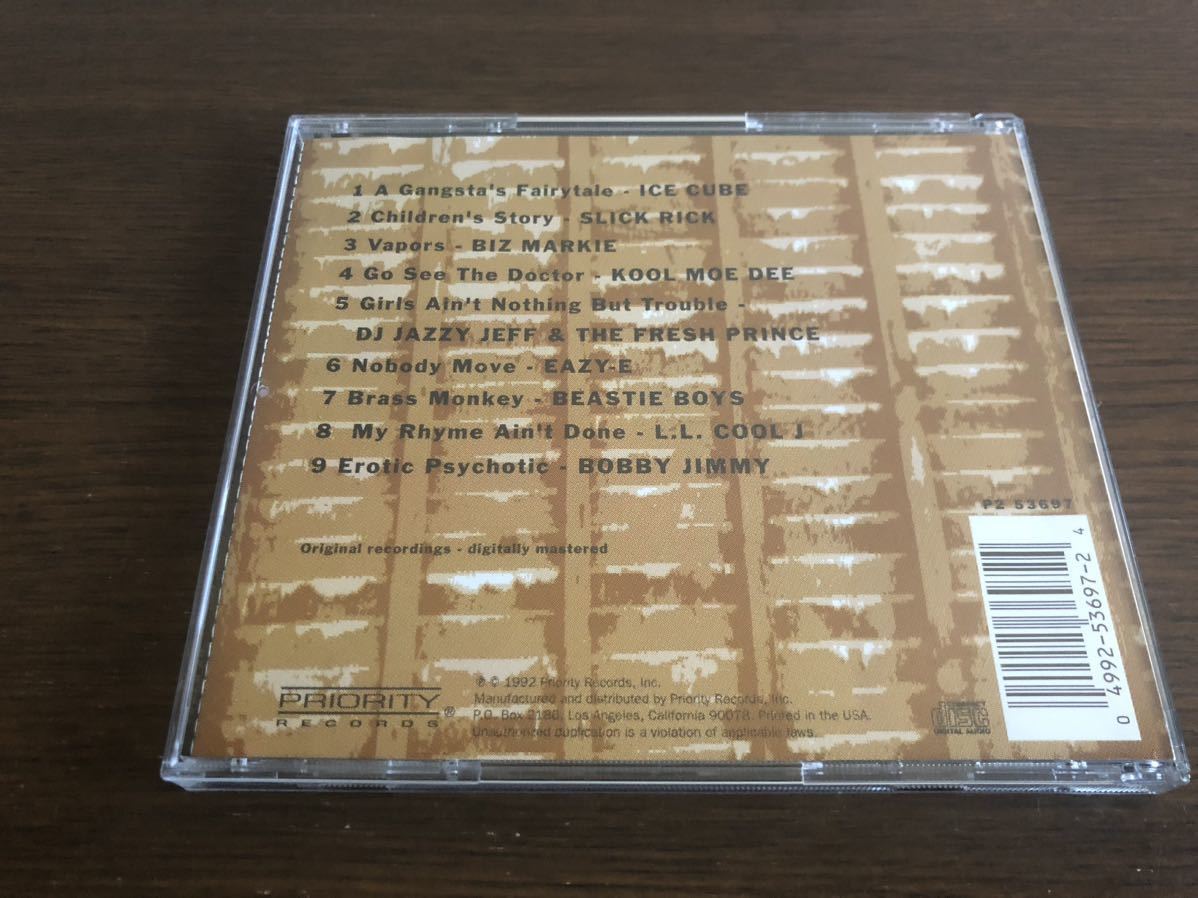 1 A Gangsta's Fairytale - ICE CUBE
2 Children's Story - SLICK RICK
3 Vapors - BIZ MARKIE
4 Go See The Doctor - KOOL MOE DEE
5 Girls Ain't Nothing But Trouble -
DJ JAZZY JEFF & THE FRESH PRINCE
6 Nobody Move - EAZY-E
7 Brass Monkey - BEASTIE BOYS
8 My Rhyme Ain't Done - L.L. COOL J
9 Erotic Psychotic - BOBBY JIMMY
P2 53697
Original recordings - digitally mastered
0 4992-53697-2 4
PRIORITY
RECORDS®
℗ © 1992 Priority Records, Inc.
Manufactured and distributed by Priority Records, Inc.
P.O. Box 2186, Los Angeles, California 90078. Printed in the USA.
Unauthorized duplication is a violation of applicable laws.
COMPACT
disc
DIGITAL AUDIO